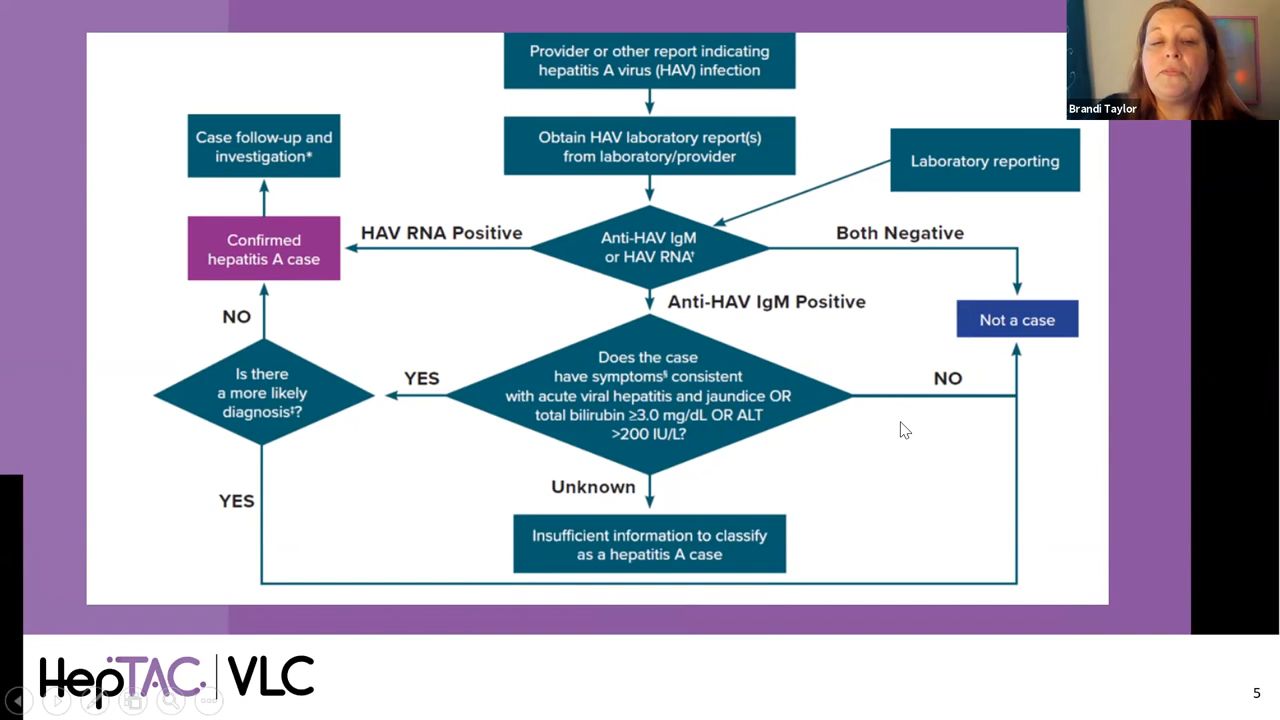 Provider or other report indicating
hepatitis A virus (HAV) infection
Brandi Taylor
Case follow-up and
investigation*
Obtain HAV laboratory report(s)
from laboratory/provider
Laboratory reporting
Confirmed
hepatitis A case
HAV RNA Positive
Anti-HAV IgM
or HAV RNA†
Both Negative
Anti-HAV IgM Positive
Not a case
NO
Is there
a more likely
diagnosis‡?
YES
Does the case
have symptoms§ consistent
with acute viral hepatitis and jaundice OR
total bilirubin ≥3.0 mg/dL OR ALT
>200 IU/L?
NO
YES
Unknown
Insufficient information to classify
as a hepatitis A case
HepTAC | VLC
5